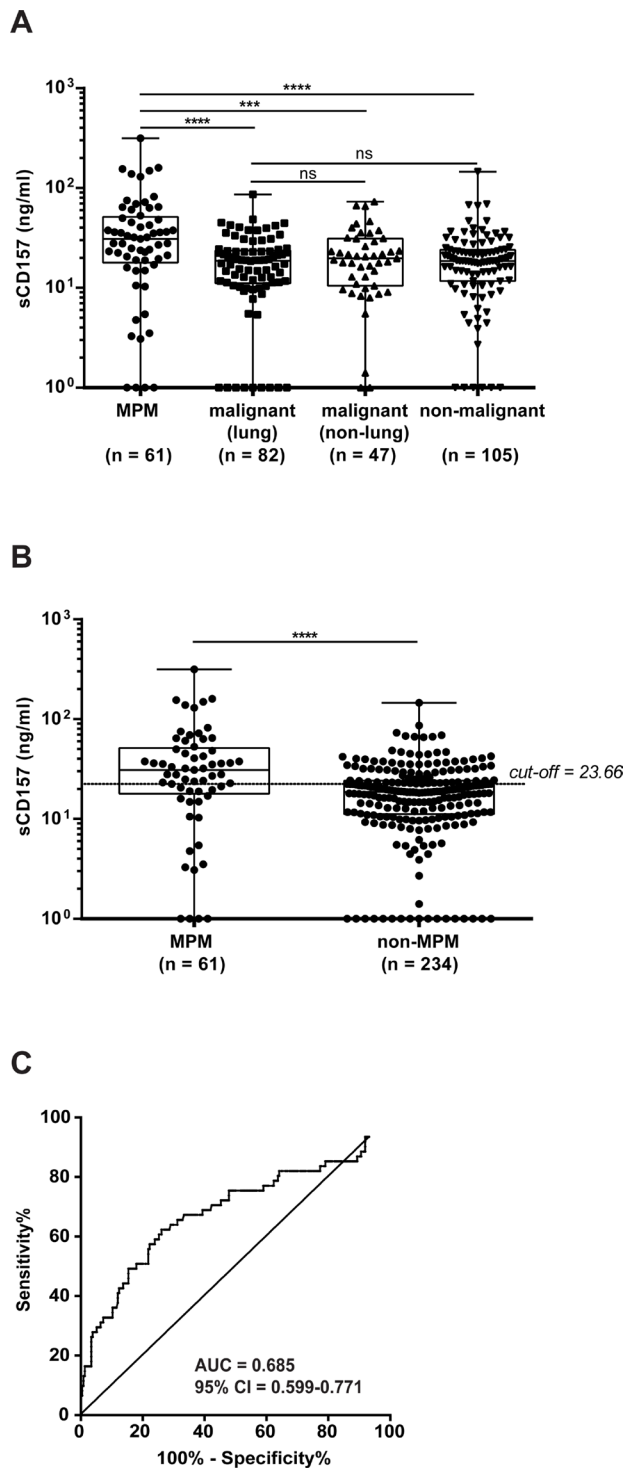 A
10³
10²
10¹
10⁰
sCD157 (ng/ml)
****
***
****
ns
ns
MPM malignant malignant non-malignant
(lung) (non-lung)
(n = 61) (n = 82) (n = 47) (n = 105)
B
10³
10²
10¹
10⁰
sCD157 (ng/ml)
****
cut-off = 23.66
MPM non-MPM
(n = 61) (n = 234)
C
100
80
60
40
20
0
Sensitivity%
AUC = 0.685
95% CI = 0.599-0.771
0 20 40 60 80 100
100% - Specificity%